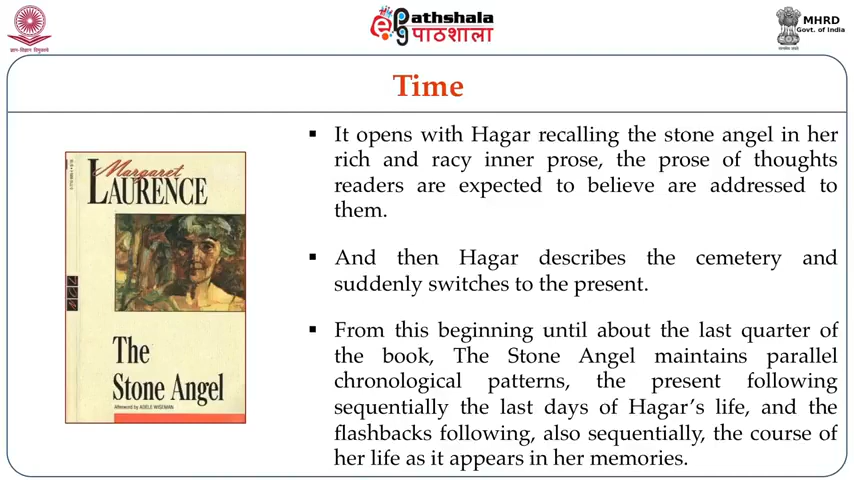 ePathshala
पाठशाला
MHRD
Govt. of India
Time
▪ It opens with Hagar recalling the stone angel in her
rich and racy inner prose, the prose of thoughts
readers are expected to believe are addressed to
them.
▪ And then Hagar describes the cemetery and
suddenly switches to the present.
▪ From this beginning until about the last quarter of
the book, The Stone Angel maintains parallel
chronological patterns, the present following
sequentially the last days of Hagar’s life, and the
flashbacks following, also sequentially, the course of
her life as it appears in her memories.
Margaret
LAURENCE
The
Stone Angel
Afterword by ADELE WISEMAN